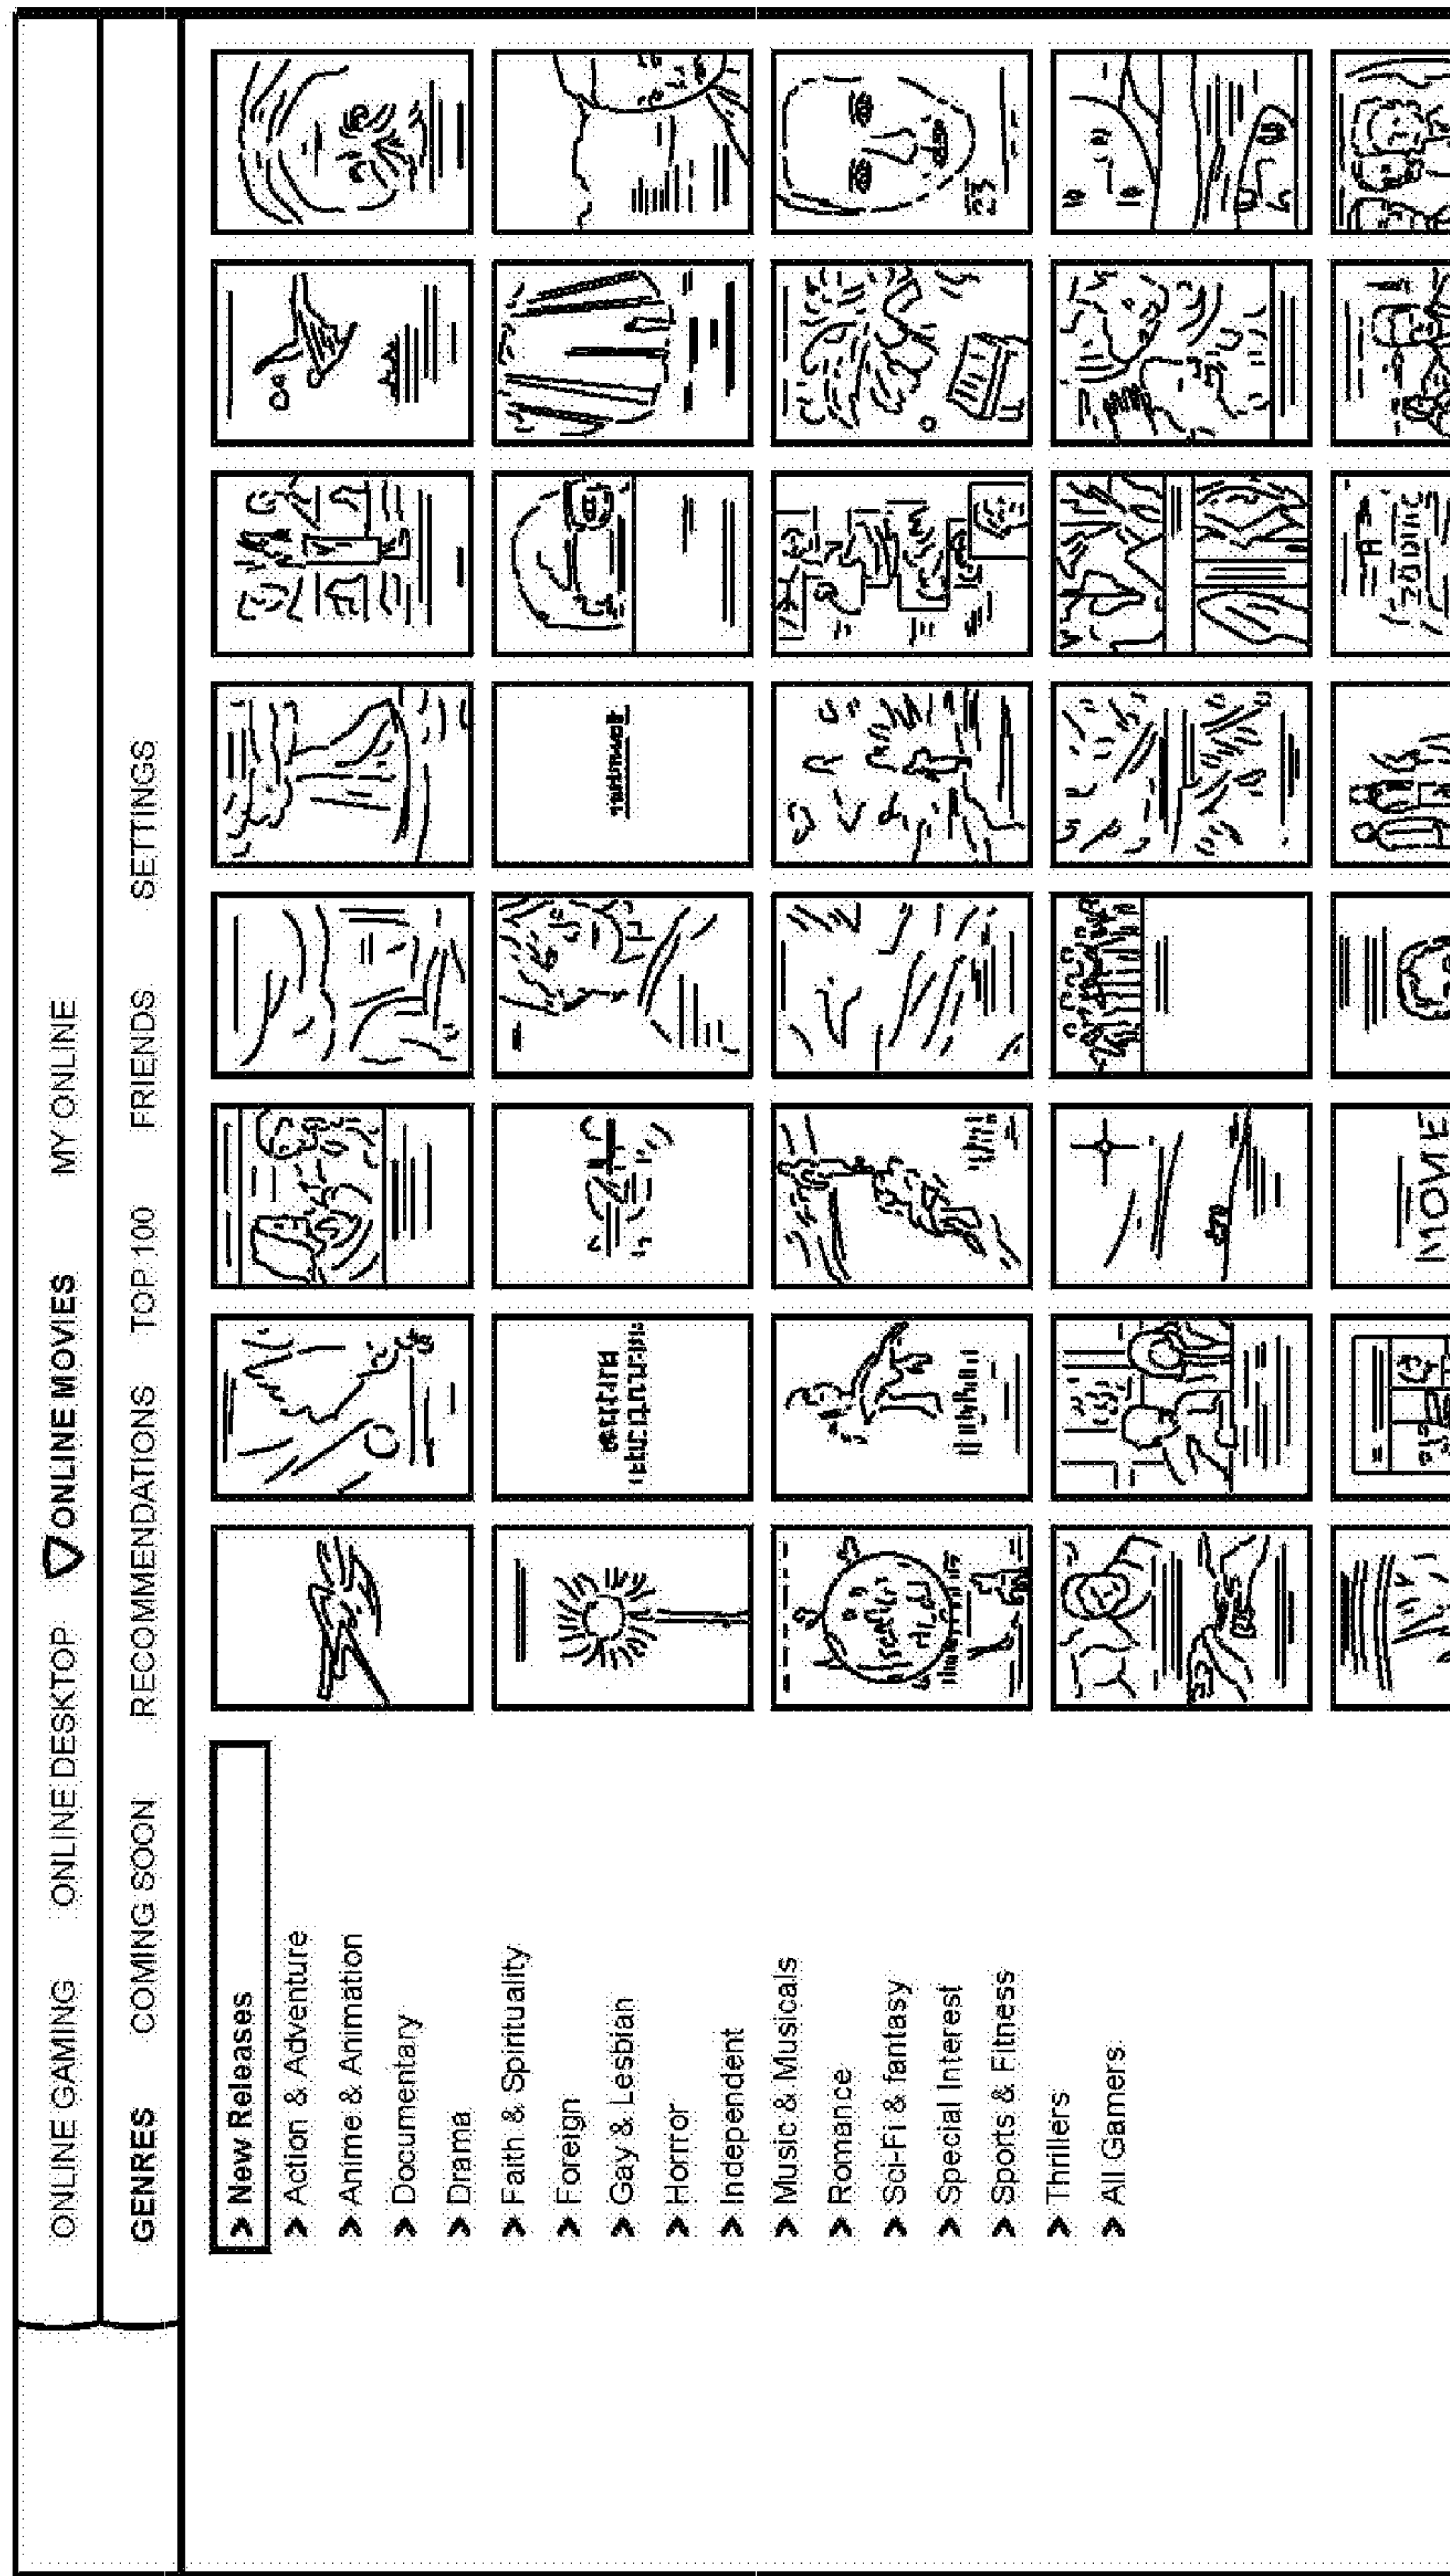 ONLINE GAMING ONLINE DESKTOP ONLINE MOVIES MY ONLINE
GENRES COMING SOON RECOMMENDATIONS TOP 100 FRIENDS SETTINGS
New Releases
Action & Adventure
Anime & Animation
Documentary
Drama
Faith & Spirituality
Foreign
Gay & Lesbian
Horrror
Independent
Music & Musicals
Romance
Sci-Fi & fantasy
Special Interest
Sports & Fitness
Thrillers
All Gamers
23
MOVIE